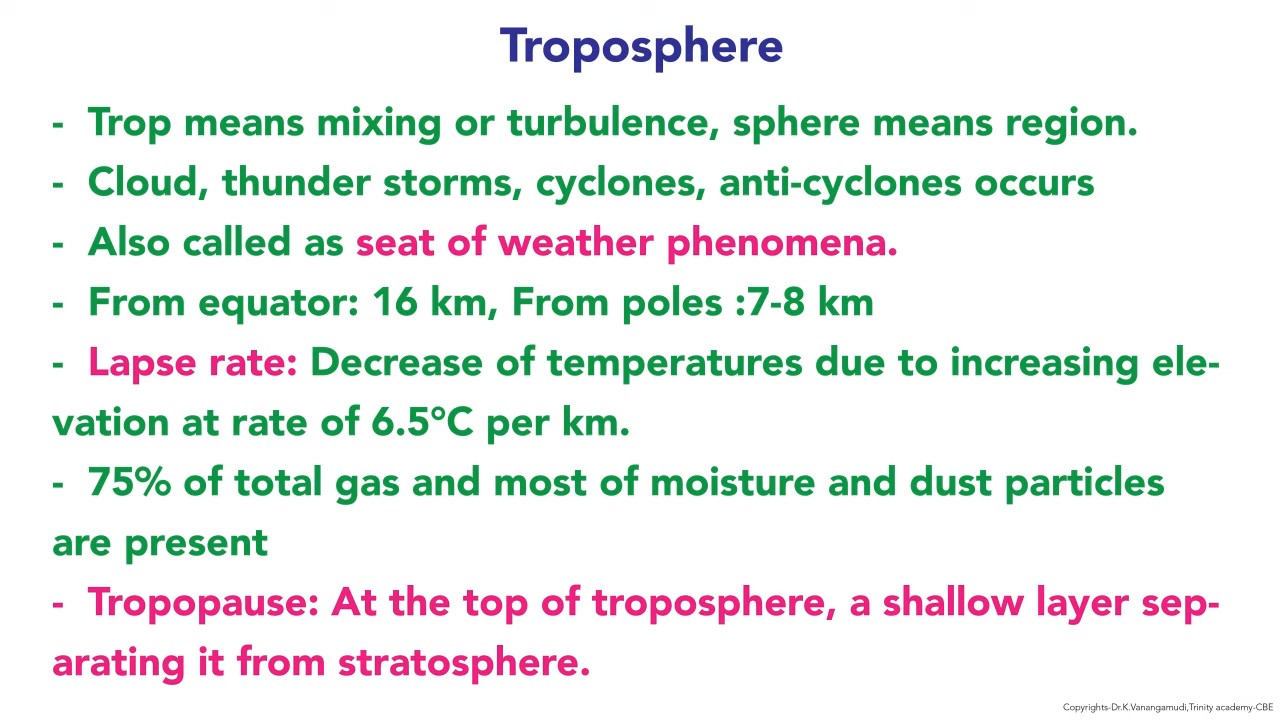 Troposphere
- Trop means mixing or turbulence, sphere means region.
- Cloud, thunder storms, cyclones, anti-cyclones occurs
- Also called as seat of weather phenomena.
- From equator: 16 km, From poles :7-8 km
- Lapse rate: Decrease of temperatures due to increasing ele-
vation at rate of 6.5°C per km.
- 75% of total gas and most of moisture and dust particles
are present
- Tropopause: At the top of troposphere, a shallow layer sep-
arating it from stratosphere.
Copyrights-Dr.K.Vanangamudi,Trinity academy-CBE